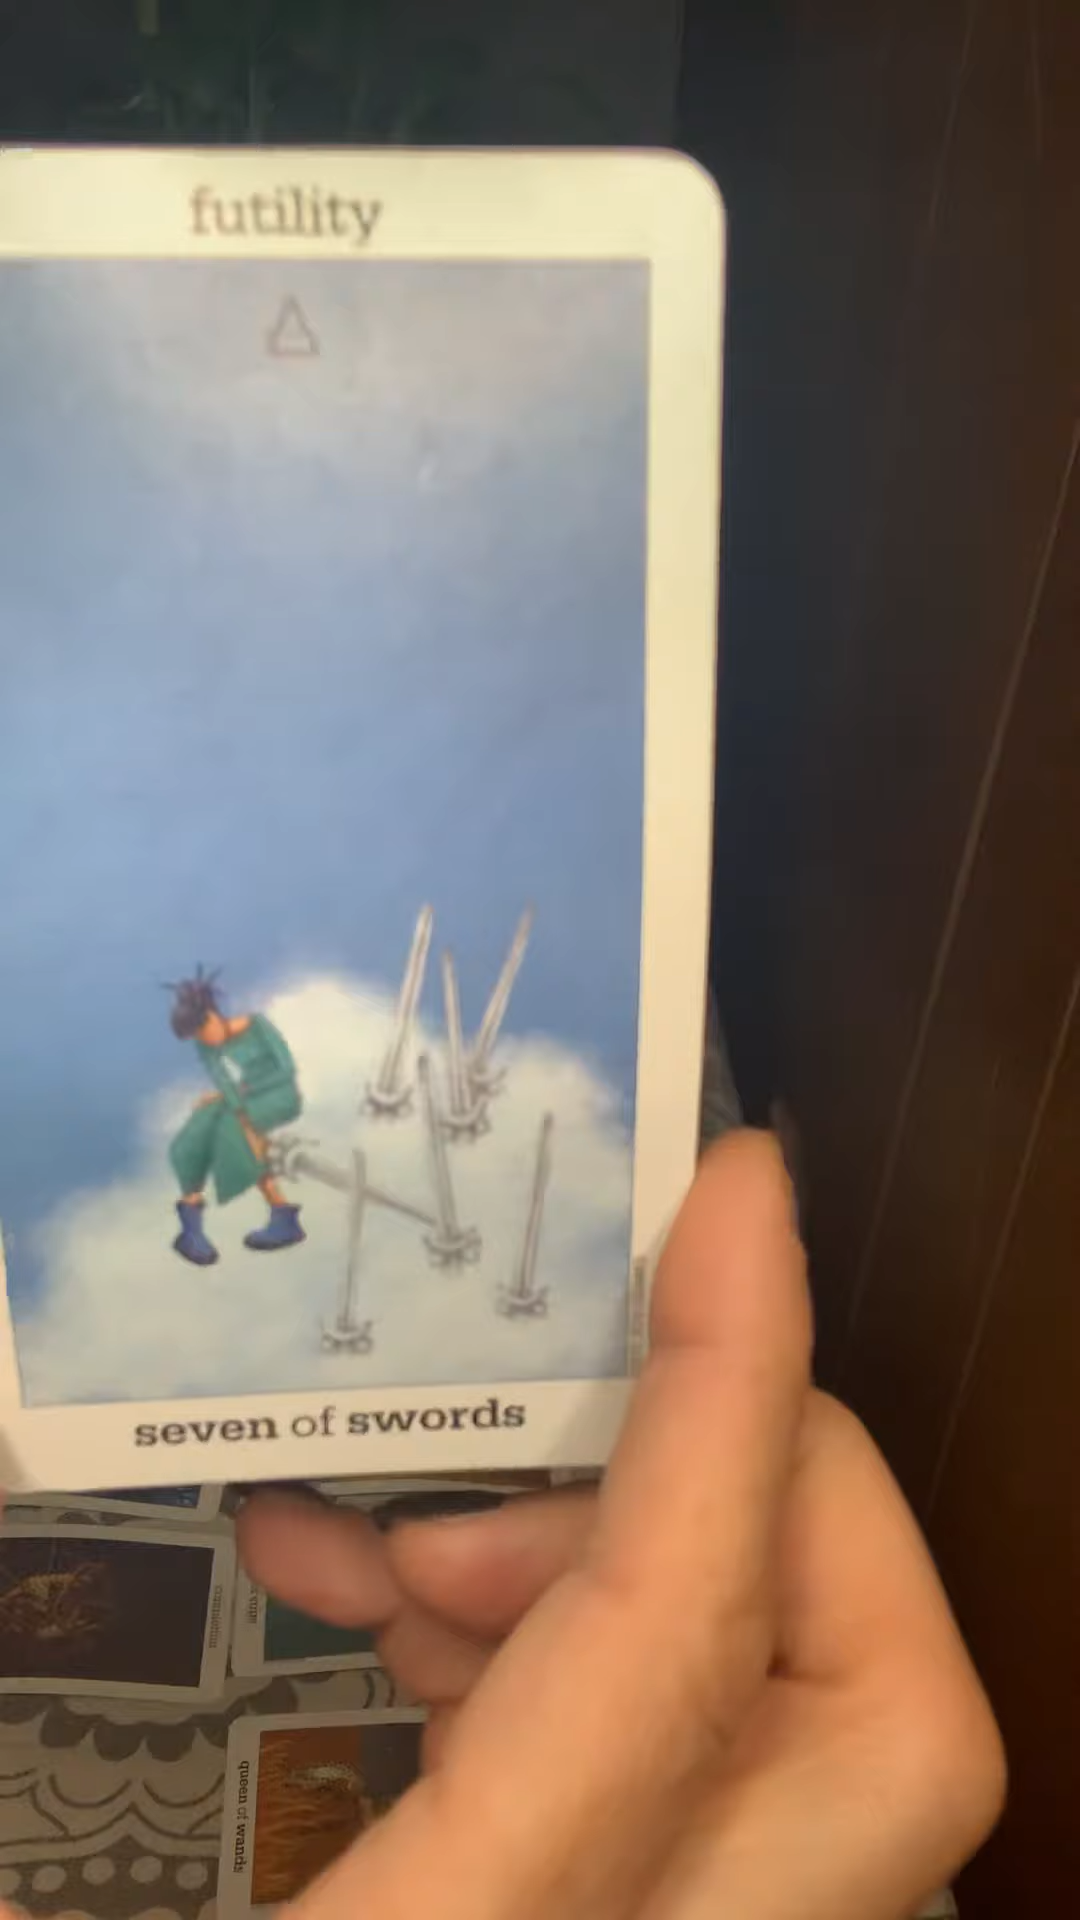 futility
seven of swords
queen of wands